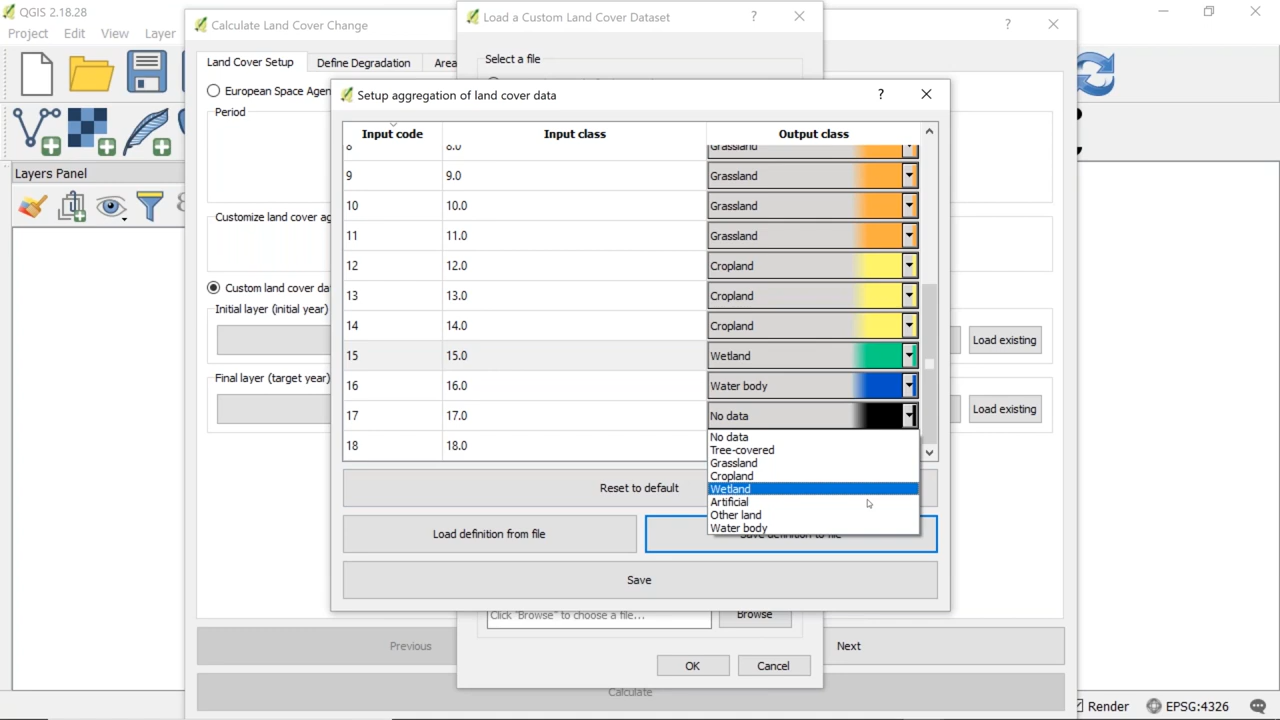 QGIS 2.18.28
Project Edit View Layer
Layers Panel
Calculate Land Cover Change
Land Cover Setup Define Degradation Area
European Space Agen
Period
Customize land cover ag
Custom land cover da
Initial layer (initial year)
Load existing
Final layer (target year)
Load existing
Previous
Next
Calculate
Load a Custom Land Cover Dataset ?
Select a file
Click "Browse" to choose a file...
Browse
OK
Cancel
Setup aggregation of land cover data ?
Input code Input class Output class
8 8.0 Grassland
9 9.0 Grassland
10 10.0 Grassland
11 11.0 Grassland
12 12.0 Cropland
13 13.0 Cropland
14 14.0 Cropland
15 15.0 Wetland
16 16.0 Water body
17 17.0 No data
18 18.0
No data
Tree-covered
Grassland
Cropland
Wetland
Artificial
Other land
Water body
Reset to default
Load definition from file
Save definition to file
Save
?
Render EPSG:4326